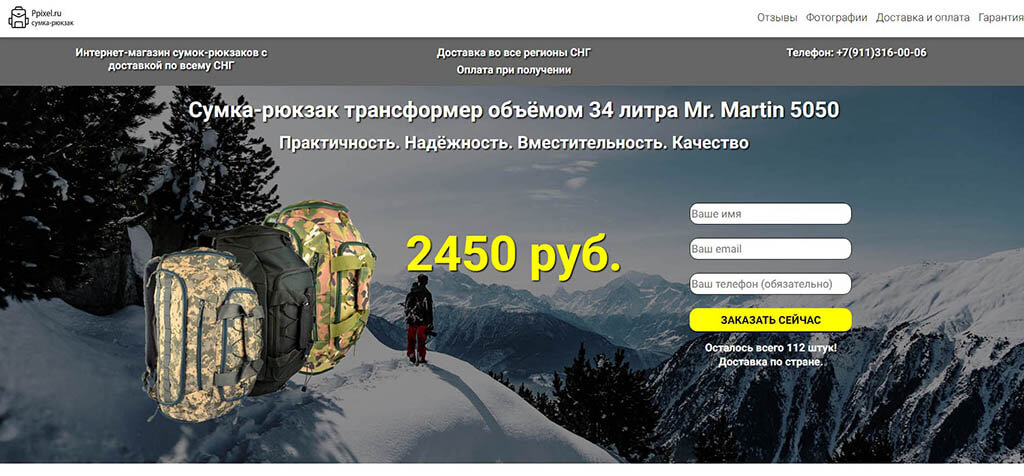 Ppixel.ru
сумка-рюкзак
Отзывы Фотографии Доставка и оплата Гарантия
Интернет-магазин сумок-рюкзаков с
доставкой по всему СНГ
Доставка во все регионы СНГ
Оплата при получении
Телефон: +7(911)316-00-06
Сумка-рюкзак трансформер объёмом 34 литра Mr. Martin 5050
Практичность. Надёжность. Вместительность. Качество
2450 руб.
Ваше имя
Ваш email
Ваш телефон (обязательно)
ЗАКАЗАТЬ СЕЙЧАС
Осталось всего 112 штук!
Доставка по стране..